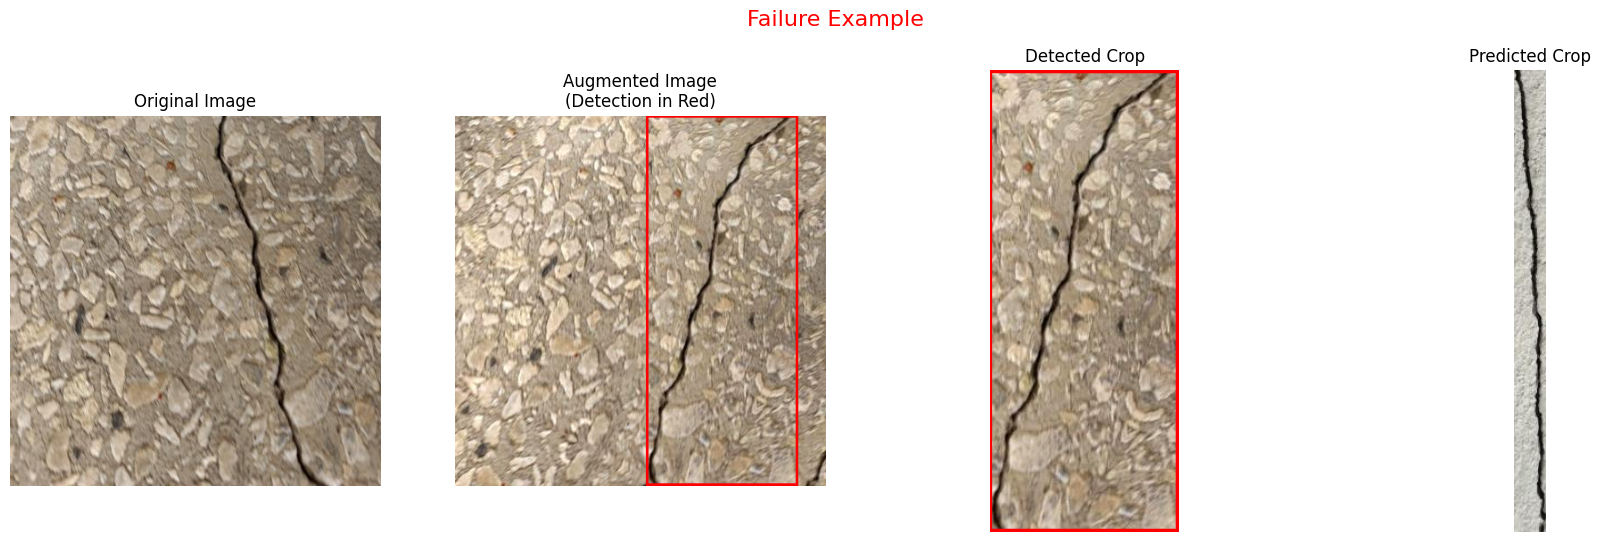 Failure Example
Original Image
Augmented Image
(Detection in Red)
Detected Crop
Predicted Crop